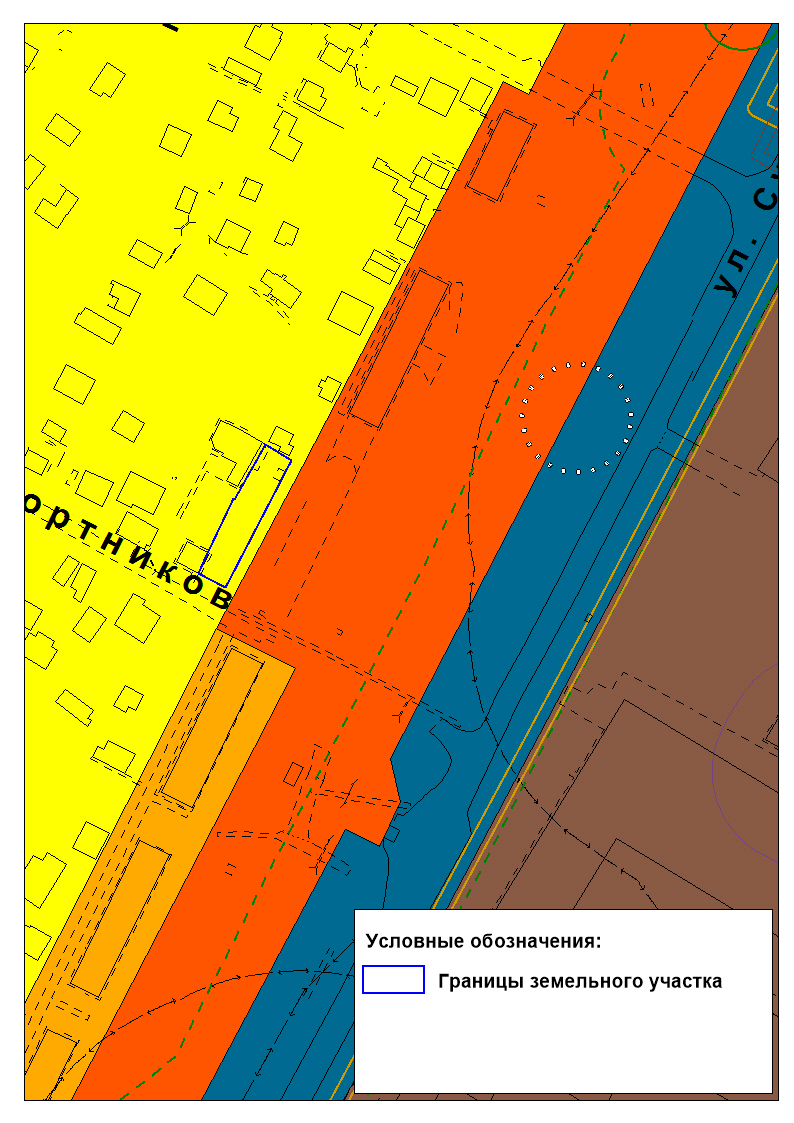 ул. С
ортников
Условные обозначения:
Границы земельного участка